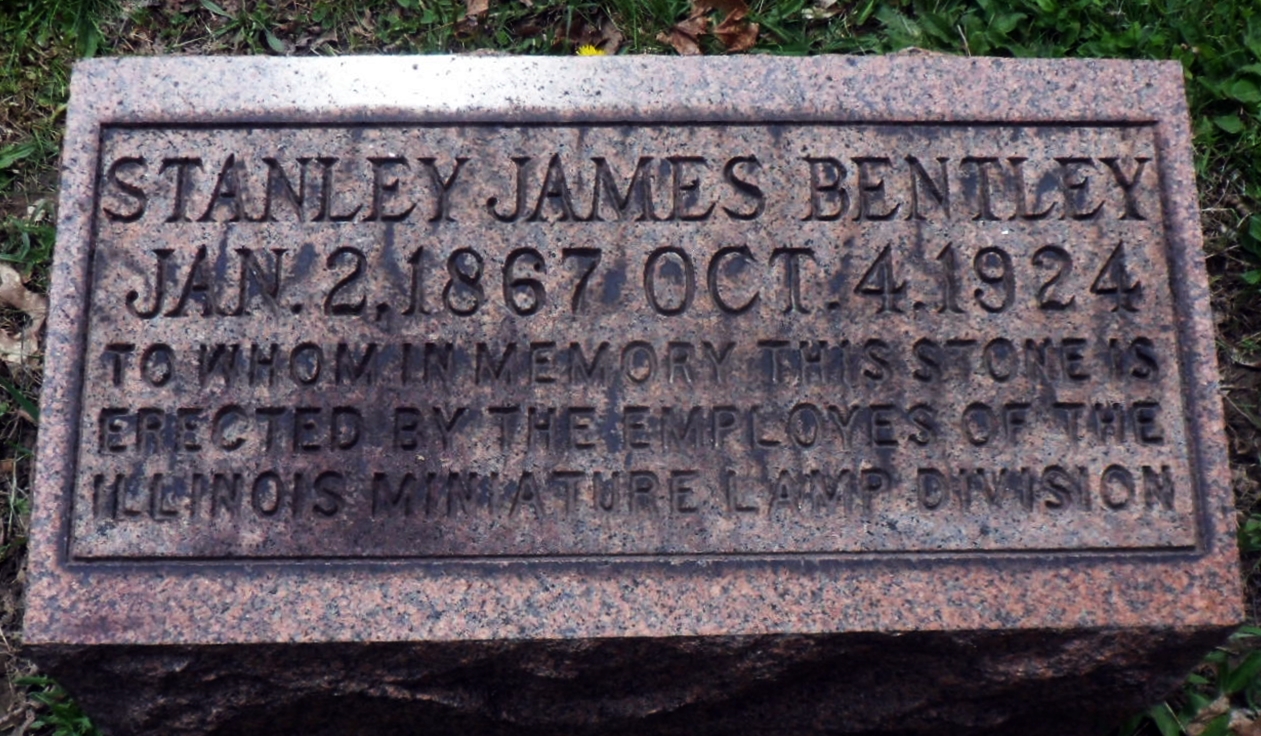 STANLEY JAMES BENTLEY
JAN. 2, 1867 OCT. 4. 1924
TO WHOM IN MEMORY THIS STONE IS
ERECTED BY THE EMPLOYES OF THE
ILLINOIS MINIATURE LAMP DIVISION